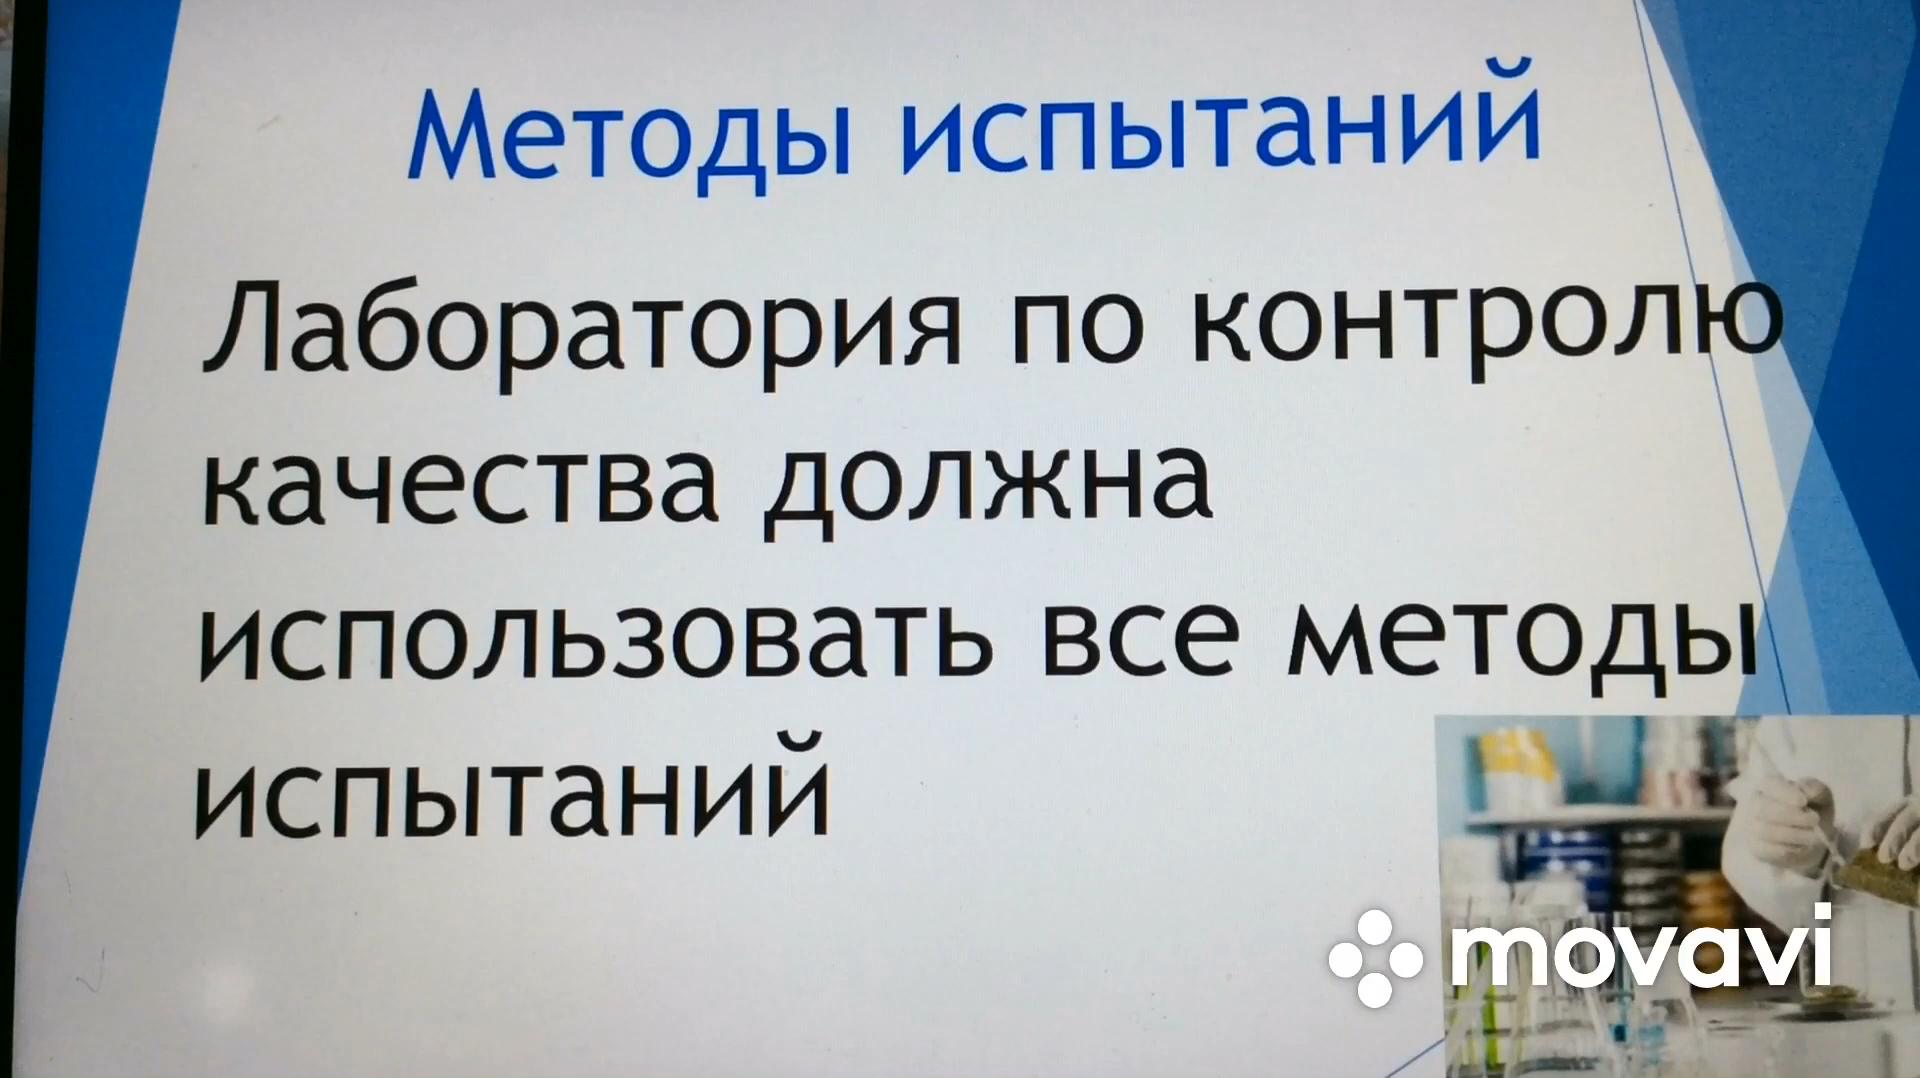 Методы испытаний
Лаборатория по контролю
качества должна
использовать все методы
испытаний
movavi